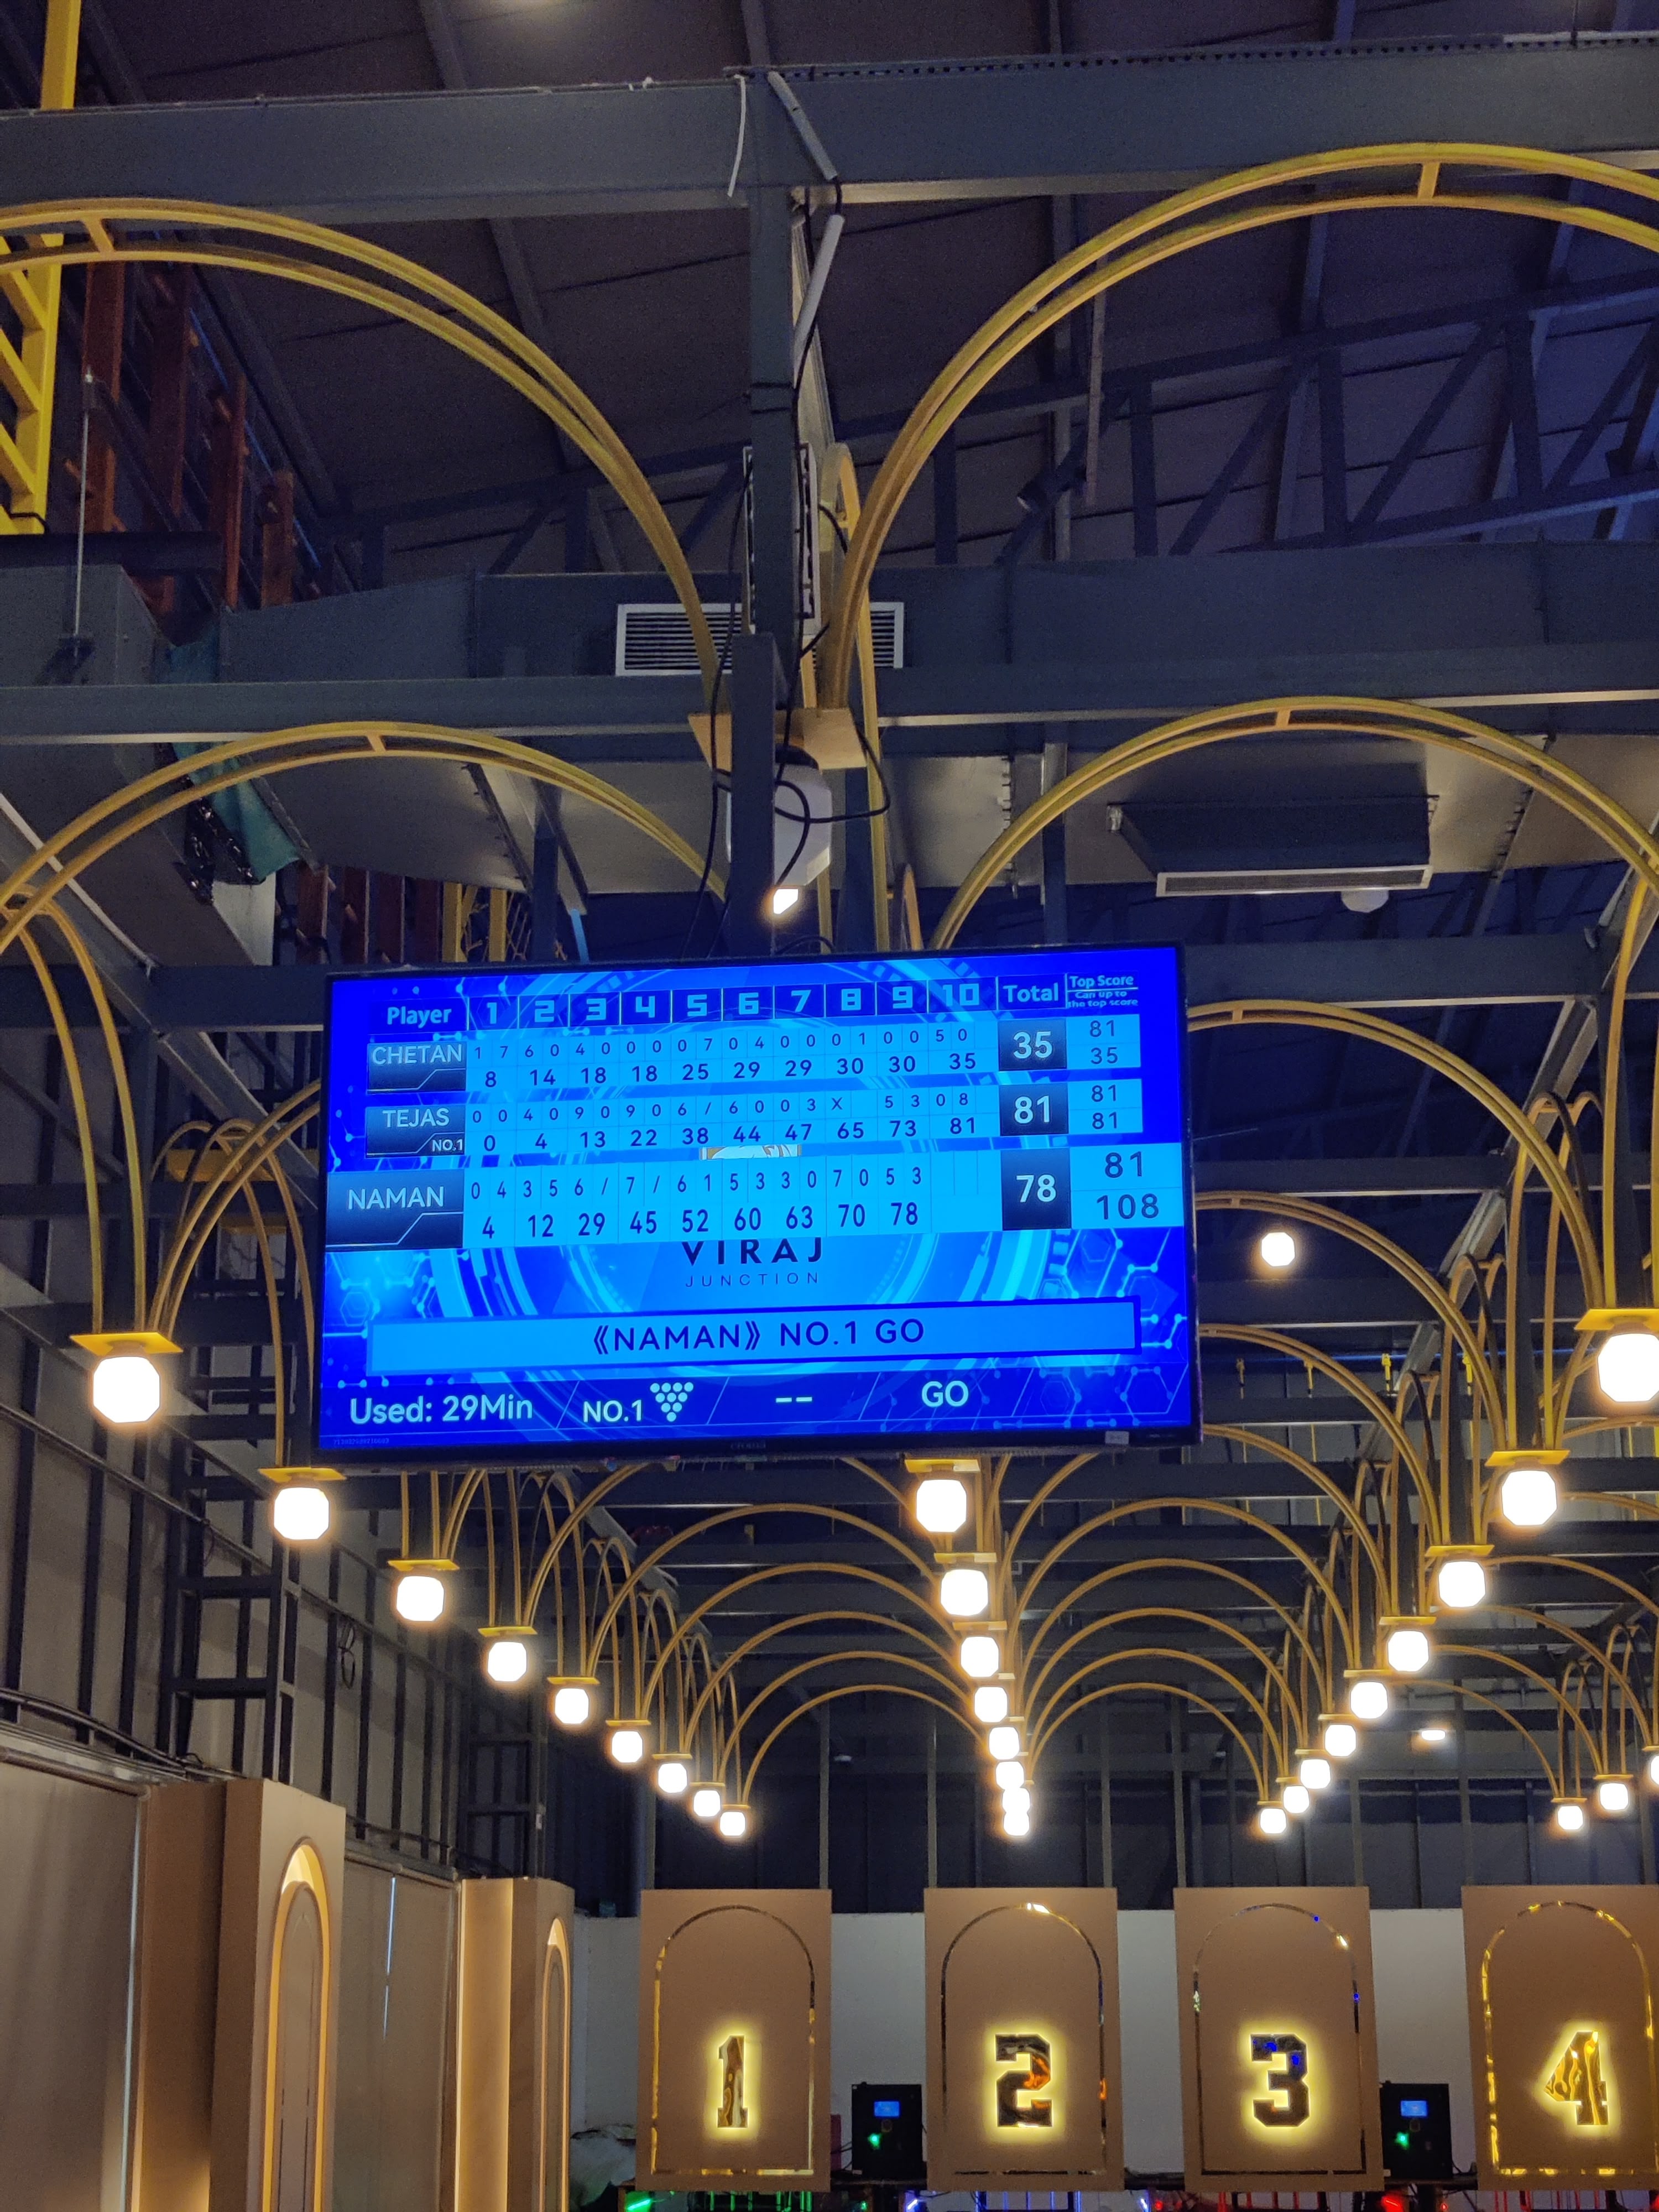 Player 1 2 3 4 5 6 7 8 9 10 Total Top Score
Can up to
the top score
CHETAN 1 7 6 0 4 0 0 0 0 7 0 4 0 0 0 1 0 0 5 0 35 81
8 14 18 18 25 29 29 30 30 35 35
TEJAS 0 0 4 0 9 0 9 0 6 / 6 0 0 3 X 5 3 0 8 81 81
NO.1 0 4 13 22 38 44 47 65 73 81 81
NAMAN 0 4 3 5 6 / 7 / 6 1 5 3 3 0 7 0 5 3 78 81
4 12 29 45 52 60 63 70 78 108
VIRAJ
JUNCTION
《NAMAN》 NO.1 GO
Used: 29Min NO.1 -- GO
1 2 3 4